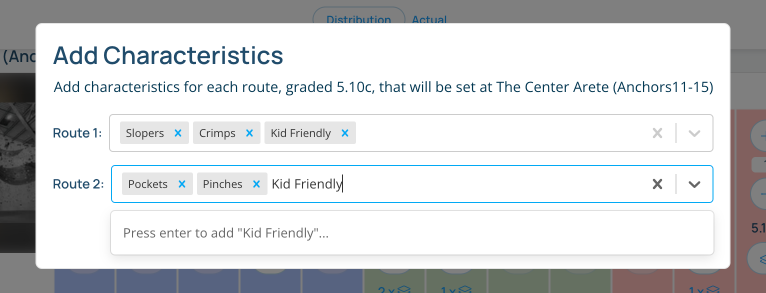 Distribution Actual
(Anc
Add Characteristics
Add characteristics for each route, graded 5.10c, that will be set at The Center Arete (Anchors11-15)
Route 1: Slopers Crimps Kid Friendly
Route 2: Pockets Pinches Kid Friendly
5.1
Press enter to add "Kid Friendly"...
2 x 1 x